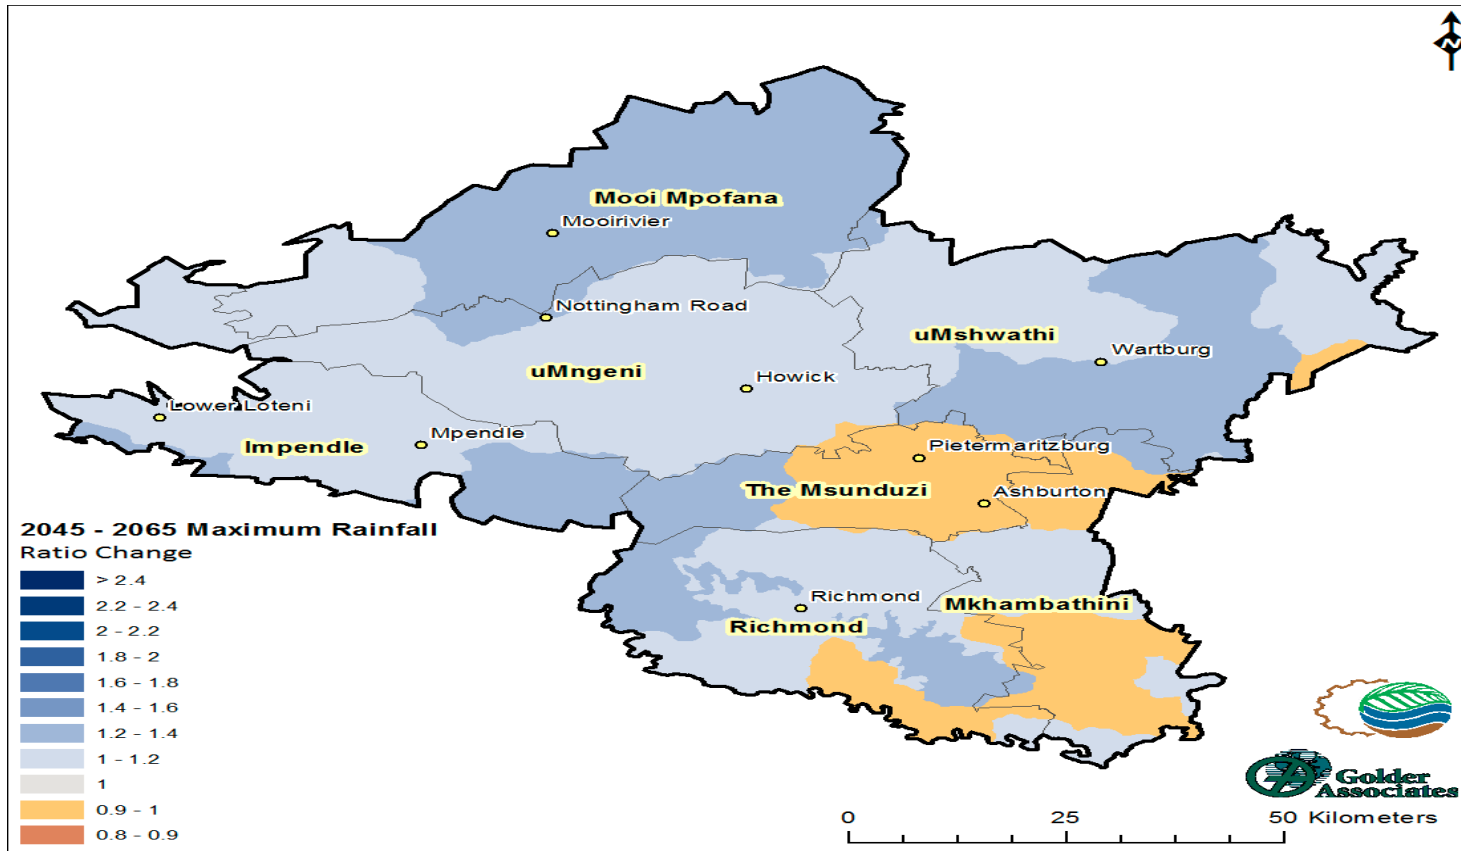 N
Mooi Mpofana
Mooirivier
Nottingham Road
uMshwathi
Wartburg
uMngeni
Howick
Lower Loteni
Mpendle
Impendle
Pietermaritzburg
The Msunduzi
Ashburton
Richmond
Mkhambathini
Richmond
2045 - 2065 Maximum Rainfall
Ratio Change
> 2.4
2.2 - 2.4
2 - 2.2
1.8 - 2
1.6 - 1.8
1.4 - 1.6
1.2 - 1.4
1 - 1.2
1
0.9 - 1
0.8 - 0.9
Golder
Associates
0 25 50 Kilometers